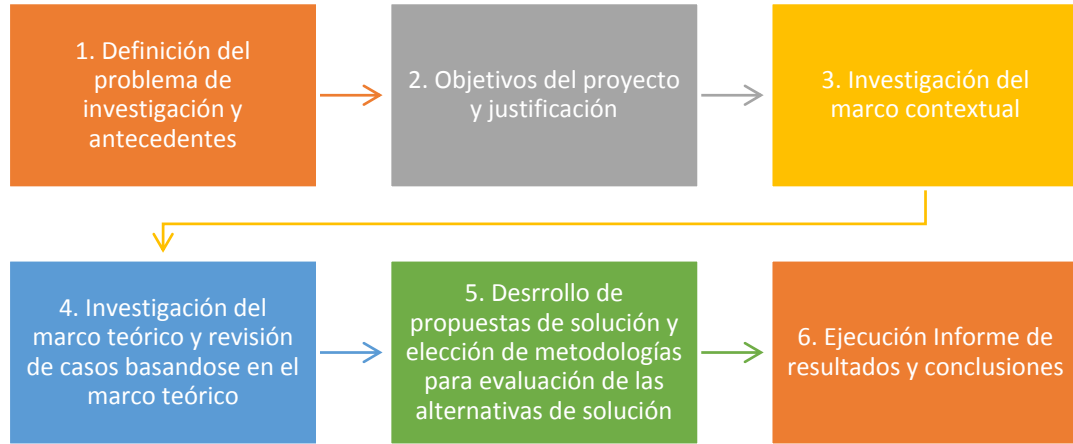 1. Definición del
problema de
investigación y
antecedentes
2. Objetivos del proyecto
y justificación
3. Investigación del
marco contextual
4. Investigación del
marco teórico y revisión
de casos basandose en el
marco teórico
5. Desrrollo de
propuestas de solución y
elección de metodologías
para evaluación de las
alternativas de solución
6. Ejecución Informe de
resultados y conclusiones